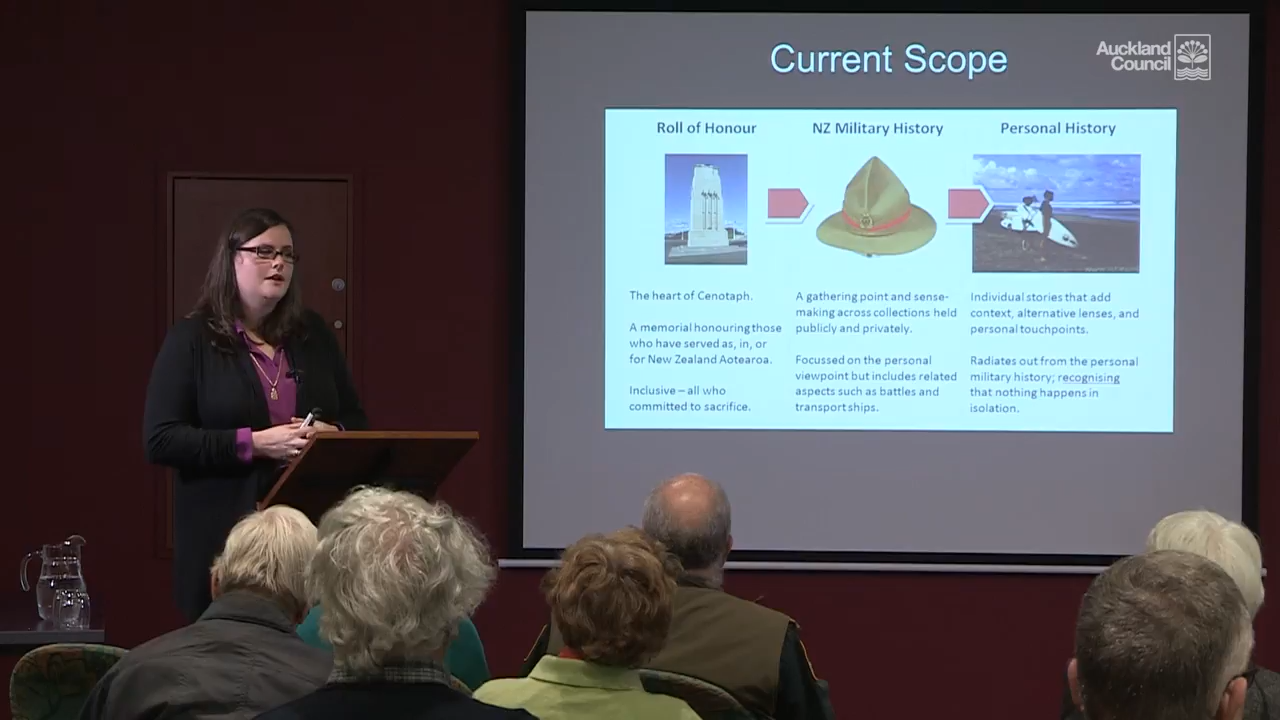 Current Scope
Auckland
Council
Roll of Honour
NZ Military History
Personal History
The heart of Cenotaph.
A memorial honouring those
who have served as, in, or
for New Zealand Aotearoa.
Inclusive – all who
committed to sacrifice.
A gathering point and sense-
making across collections held
publicly and privately.
Focussed on the personal
viewpoint but includes related
aspects such as battles and
transport ships.
Individual stories that add
context, alternative lenses, and
personal touchpoints.
Radiates out from the personal
military history; recognising
that nothing happens in
isolation.